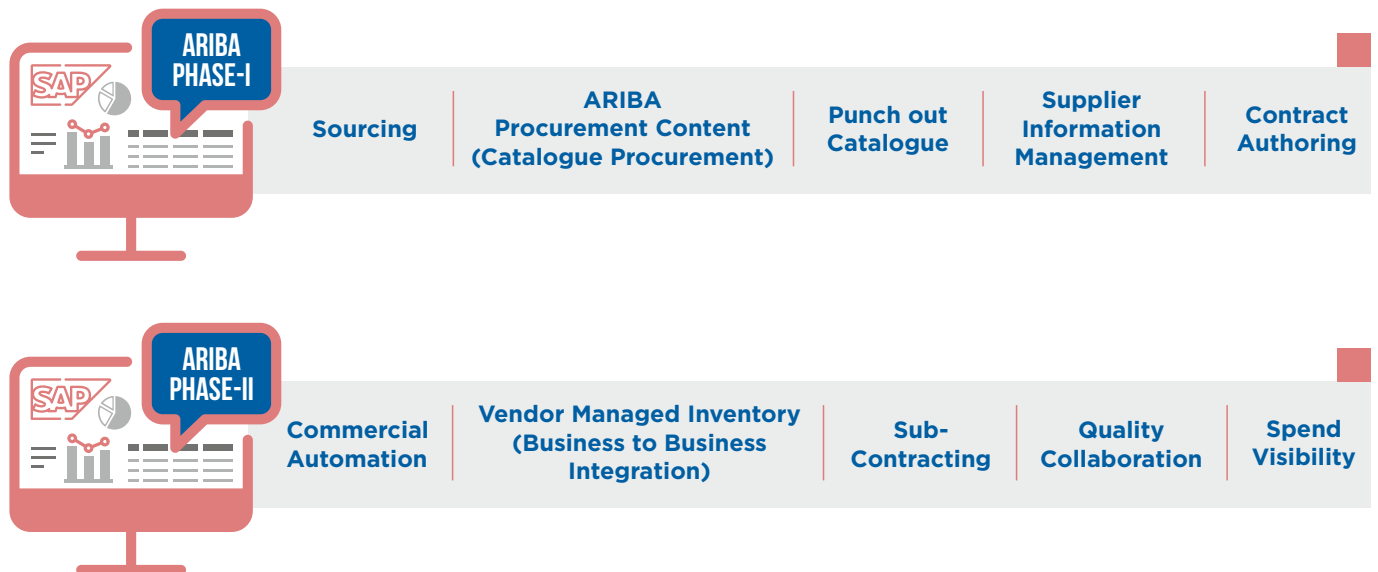 ARIBA
PHASE-I
SAP
Sourcing
ARIBA
Procurement Content
(Catalogue Procurement)
Punch out
Catalogue
Supplier
Information
Management
Contract
Authoring
ARIBA
PHASE-II
SAP
Commercial
Automation
Vendor Managed Inventory
(Business to Business
Integration)
Sub-
Contracting
Quality
Collaboration
Spend
Visibility